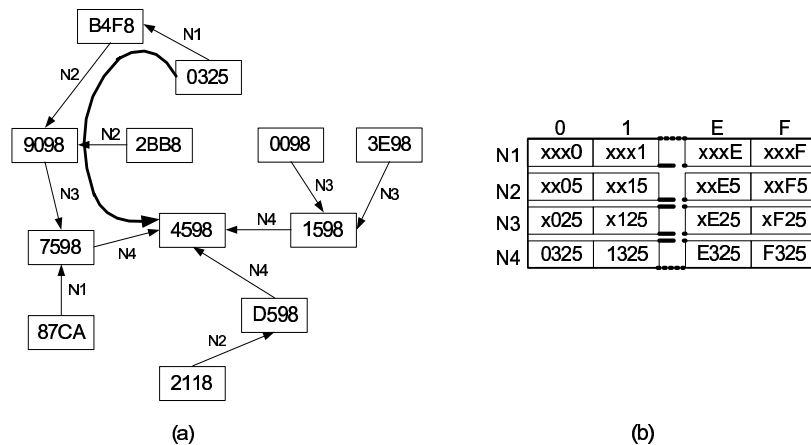 B4F8
N1
0325
N2
9098
N2
2BB8
0098
3E98
N3
N3
N3
7598
N4
4598
N4
1598
N1
N4
87CA
D598
N2
2118
(a)
0 1 E F
N1 xxx0 xxx1 xxxE xxxF
N2 xx05 xx15 xxE5 xxF5
N3 x025 x125 xE25 xF25
N4 0325 1325 E325 F325
(b)